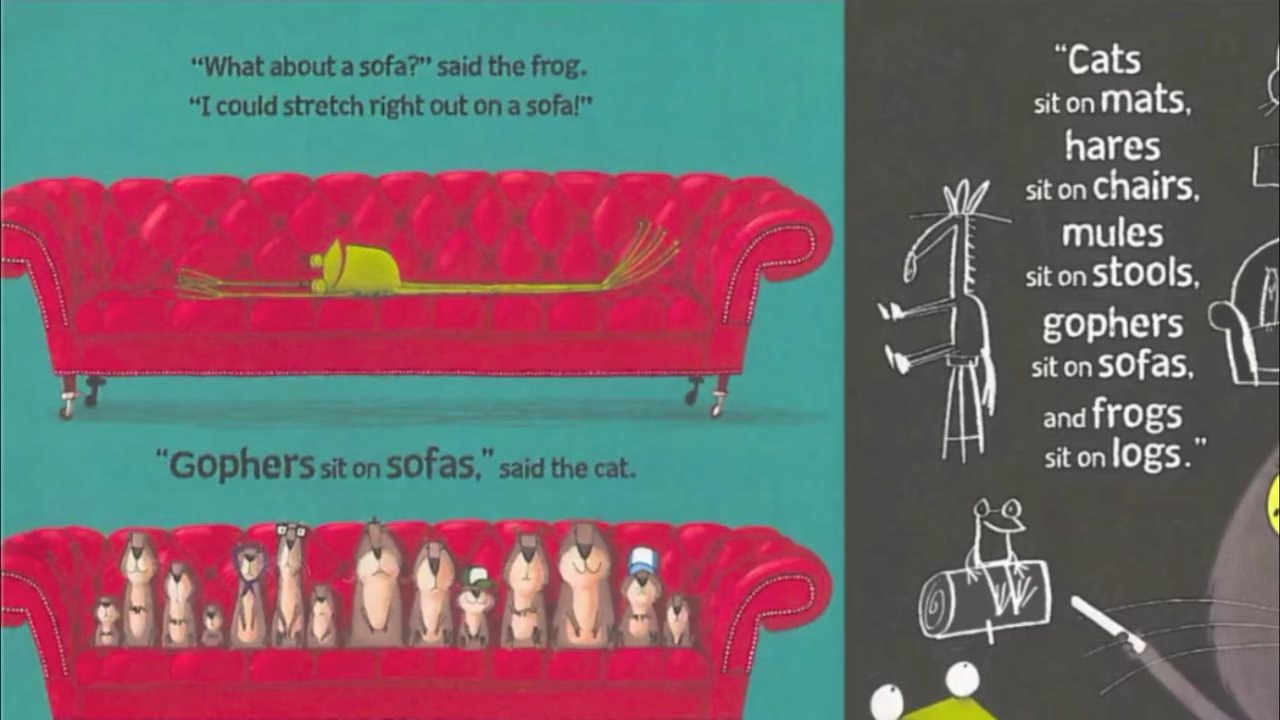 “What about a sofa?” said the frog.
“I could stretch right out on a sofa!”
“Gophers sit on sofas,” said the cat.
“Cats
sit on mats,
hares
sit on chairs,
mules
sit on stools,
gophers
sit on sofas,
and frogs
sit on logs.”